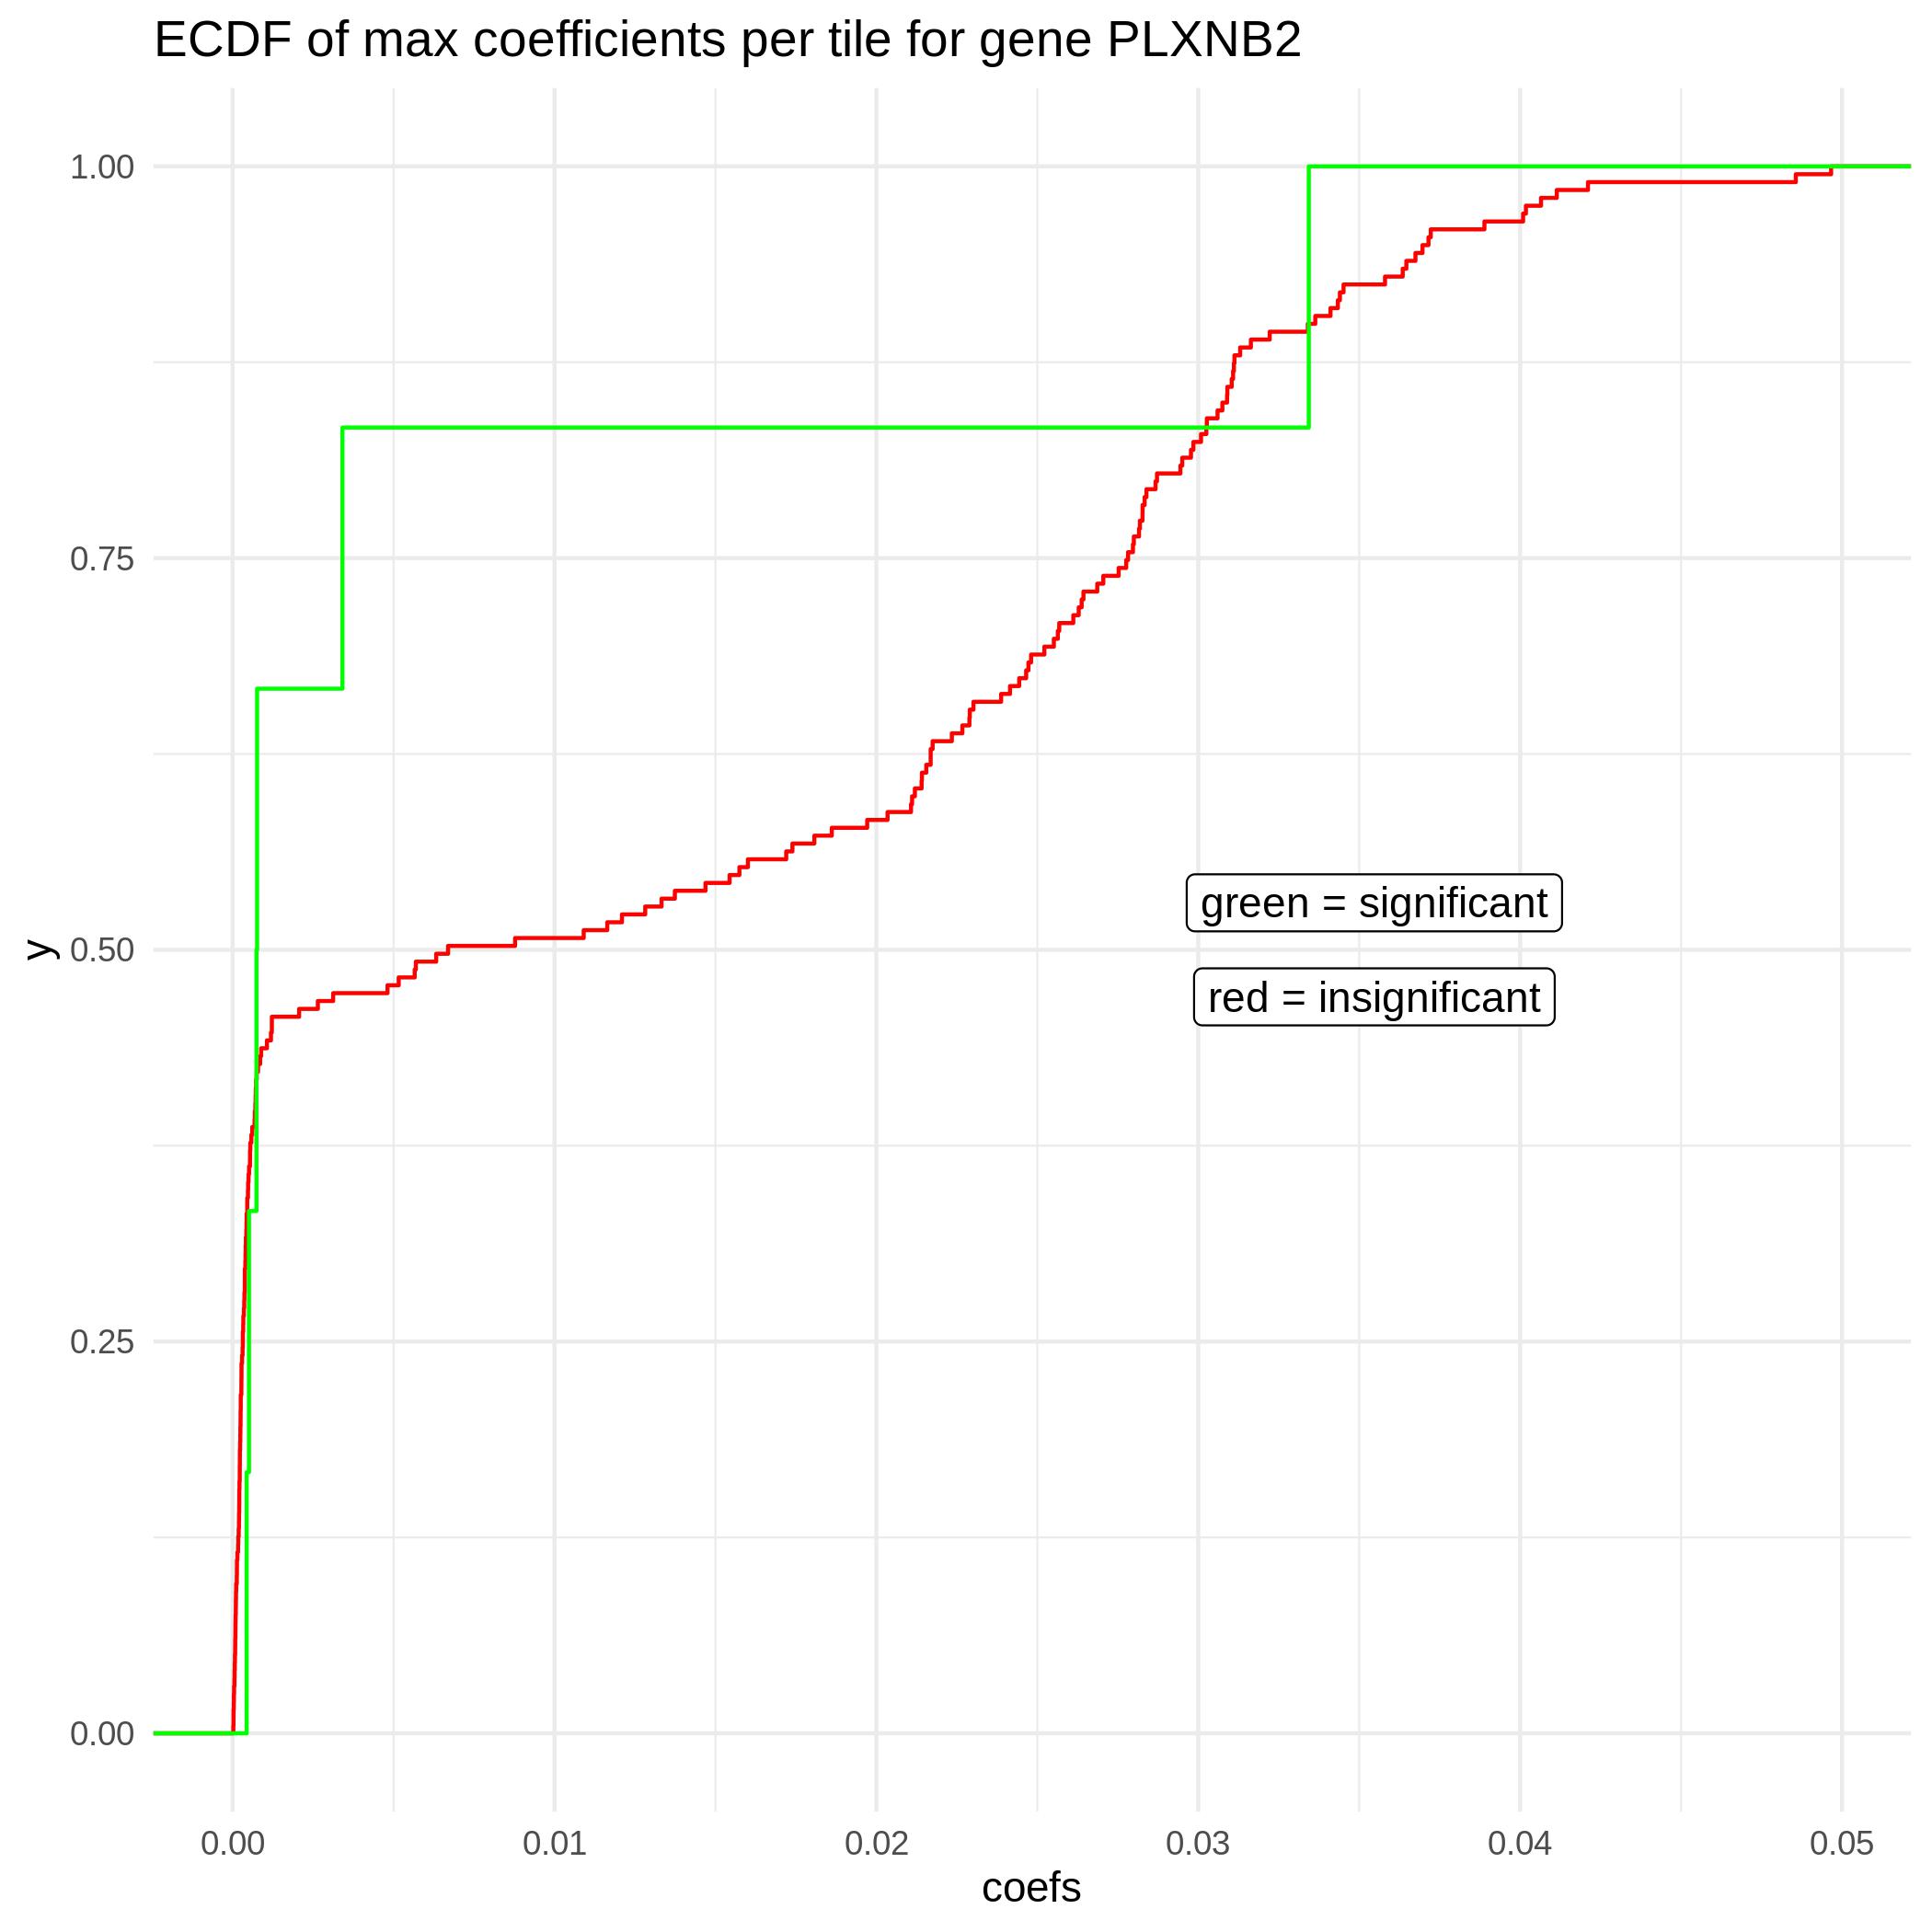 ECDF of max coefficients per tile for gene PLXNB2
1.00
0.75
0.50
0.25
0.00
y
green = significant
red = insignificant
0.00 0.01 0.02 0.03 0.04 0.05
coefs